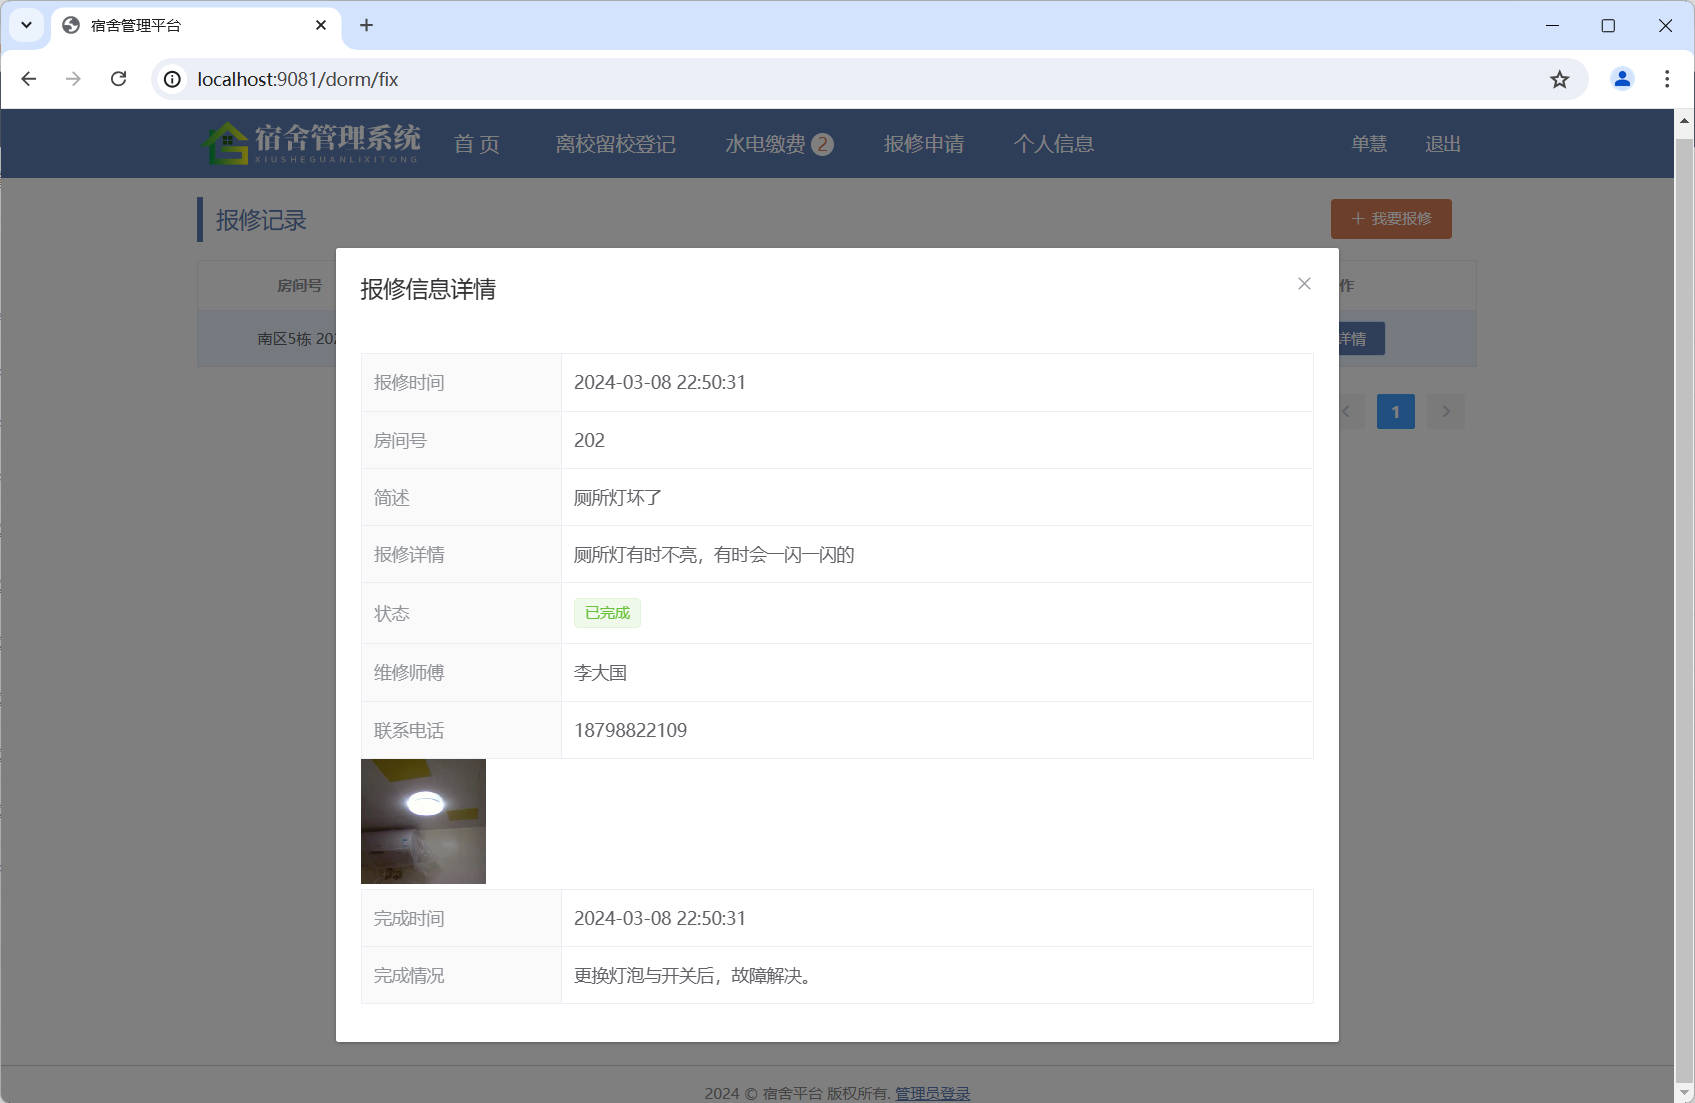 宿舍管理平台
localhost:9081/dorm/fix
宿舍管理系统
XIUSHEGUANLIXITONG
首 页
离校留校登记
水电缴费 2
报修申请
个人信息
单慧
退出
报修记录
我要报修
房间号
作
南区5栋 202
详情
报修信息详情
报修时间
2024-03-08 22:50:31
房间号
202
简述
厕所灯坏了
报修详情
厕所灯有时不亮，有时会一闪一闪的
状态
已完成
维修师傅
李大国
联系电话
18798822109
完成时间
2024-03-08 22:50:31
完成情况
更换灯泡与开关后，故障解决。
1
2024 © 宿舍平台 版权所有. 管理员登录